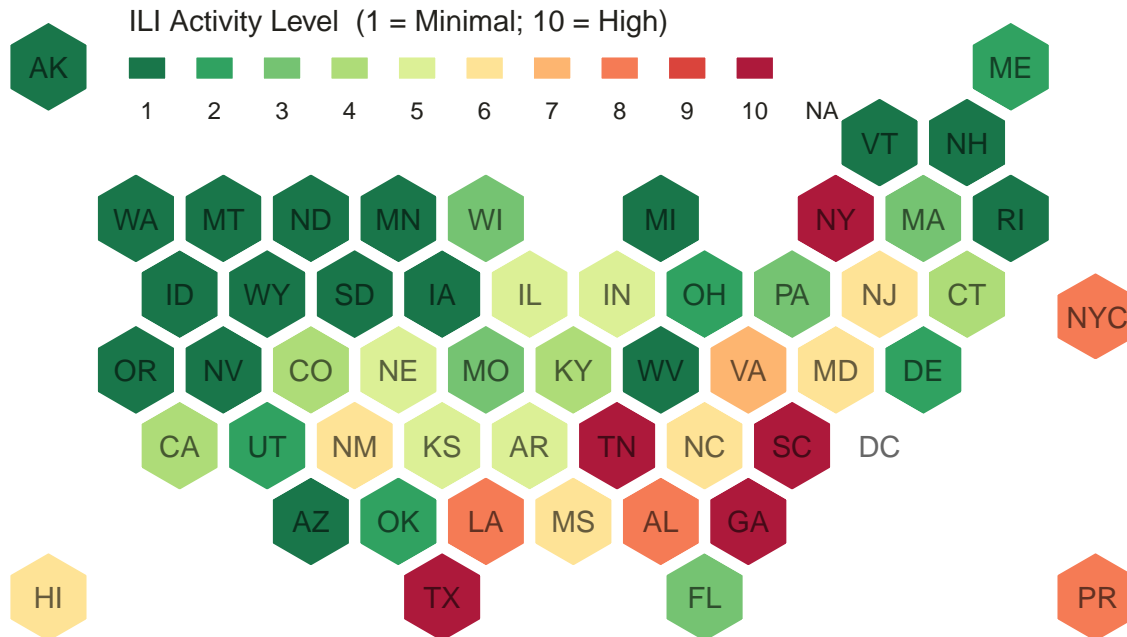 ILI Activity Level  (1 = Minimal; 10 = High)
AK ME
1 2 3 4 5 6 7 8 9 10 NA
VT NH
WA MT ND MN WI MI NY MA RI
ID WY SD IA IL IN OH PA NJ CT
NYC
OR NV CO NE MO KY WV VA MD DE
CA UT NM KS AR TN NC SC DC
AZ OK LA MS AL GA
HI TX FL PR